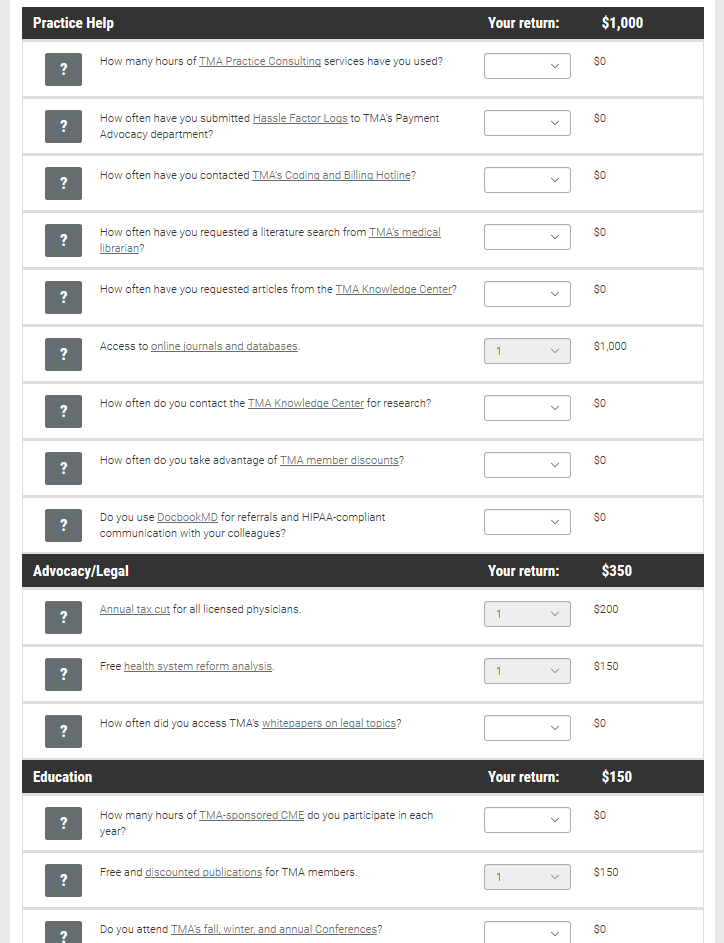 Practice Help Your return: $1,000
? How many hours of TMA Practice Consulting services have you used? $0
? How often have you submitted Hassle Factor Logs to TMA's Payment
Advocacy department? $0
? How often have you contacted TMA's Coding and Billing Hotline? $0
? How often have you requested a literature search from TMA's medical
librarian? $0
? How often have you requested articles from the TMA Knowledge Center? $0
? Access to online journals and databases. 1 $1,000
? How often do you contact the TMA Knowledge Center for research? $0
? How often do you take advantage of TMA member discounts? $0
? Do you use DocbookMD for referrals and HIPAA-compliant
communication with your colleagues? $0
Advocacy/Legal Your return: $350
? Annual tax cut for all licensed physicians. 1 $200
? Free health system reform analysis. 1 $150
? How often did you access TMA's whitepapers on legal topics? $0
Education Your return: $150
? How many hours of TMA-sponsored CME do you participate in each
year? $0
? Free and discounted publications for TMA members. 1 $150
? Do you attend TMA's fall, winter, and annual Conferences? $0